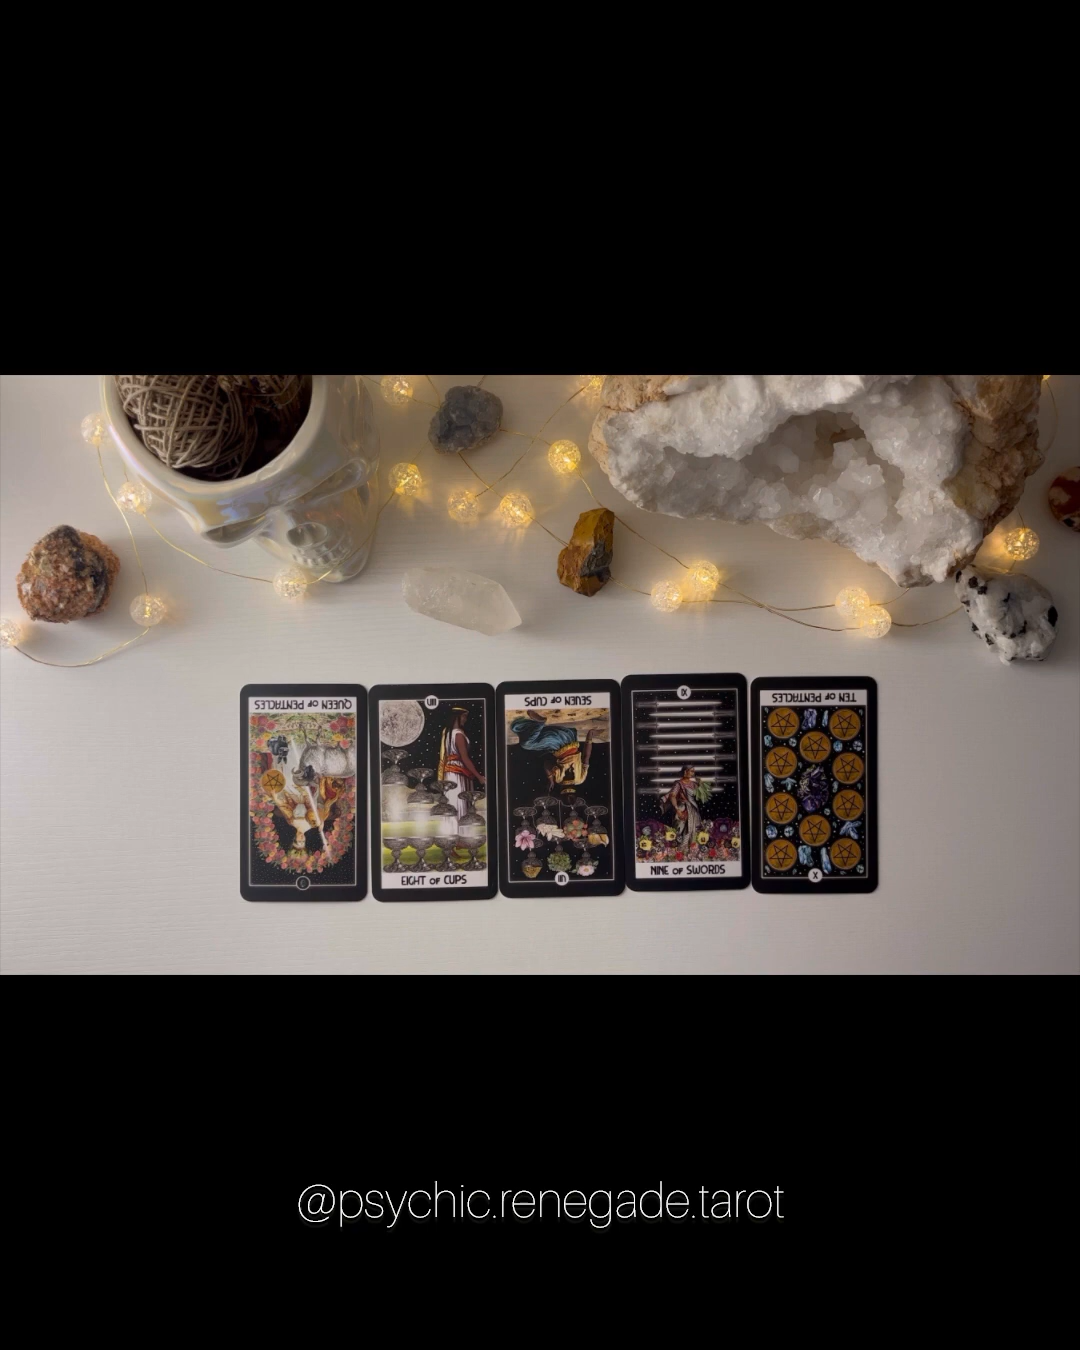 QUEEN OF PENTACLES
VIII
EIGHT OF CUPS
SEVEN OF CUPS
VII
IX
NINE OF SWORDS
TEN OF PENTACLES
X
@psychic.renegade.tarot